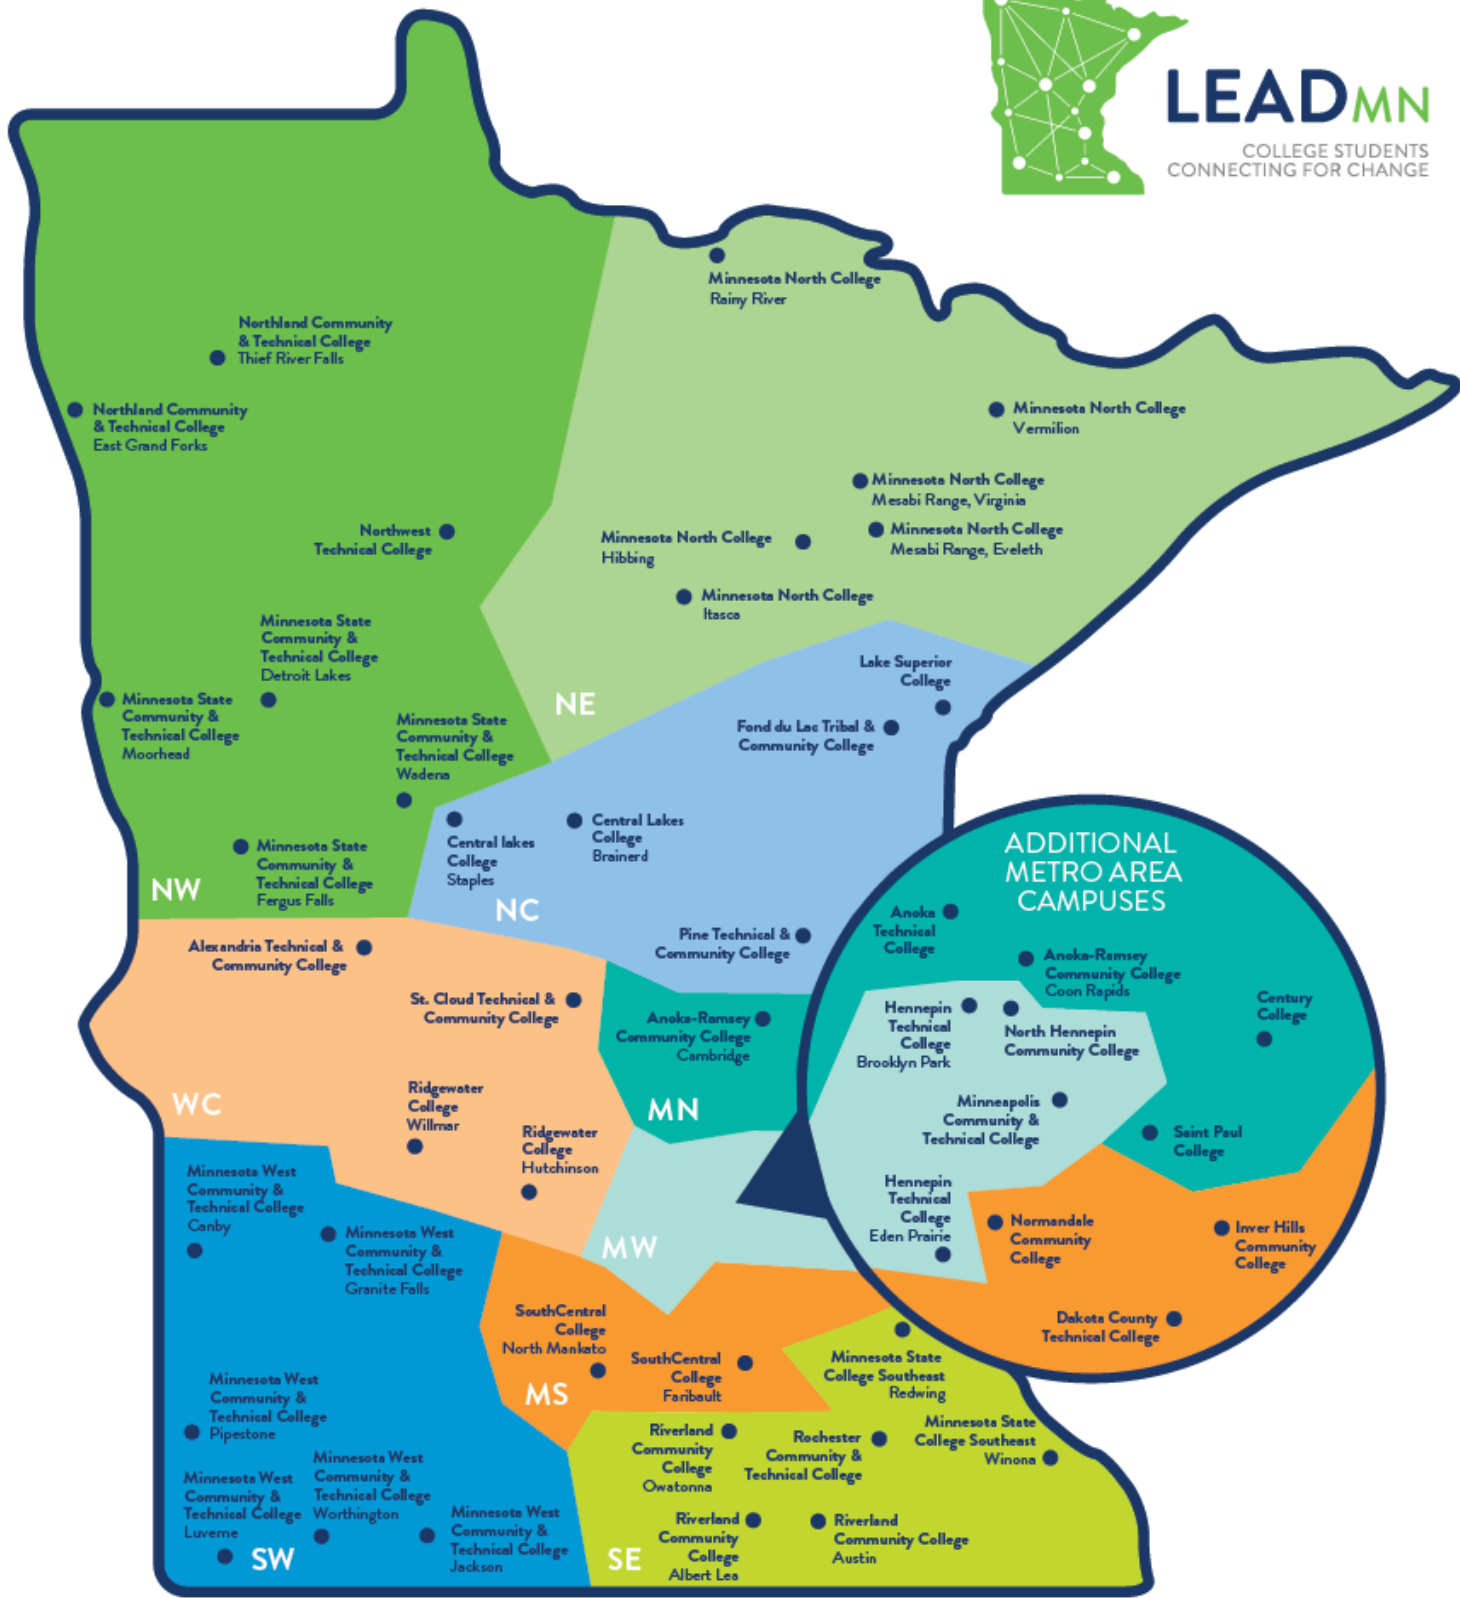 LEADMN
COLLEGE STUDENTS
CONNECTING FOR CHANGE
Minnesota North College
Rainy River
Northland Community
& Technical College
Thief River Falls
Northland Community
& Technical College
East Grand Forks
Minnesota North College
Vermilion
Minnesota North College
Mesabi Range, Virginia
Minnesota North College
Mesabi Range, Eveleth
Northwest
Technical College
Minnesota North College
Hibbing
Minnesota North College
Itasca
Minnesota State
Community &
Technical College
Detroit Lakes
Minnesota State
Community &
Technical College
Moorhead
Minnesota State
Community &
Technical College
Wadena
NE
Lake Superior
College
Fond du Lac Tribal &
Community College
Central lakes
College
Staples
Central Lakes
College
Brainerd
Minnesota State
Community &
Technical College
Fergus Falls
NW
NC
Pine Technical &
Community College
Alexandria Technical &
Community College
St. Cloud Technical &
Community College
Anoka-Ramsey
Community College
Cambridge
WC
MN
Ridgewater
College
Willmar
Ridgewater
College
Hutchinson
MW
ADDITIONAL
METRO AREA
CAMPUSES
Anoka
Technical
College
Anoka-Ramsey
Community College
Coon Rapids
Century
College
Hennepin
Technical
College
Brooklyn Park
North Hennepin
Community College
Minneapolis
Community &
Technical College
Saint Paul
College
Hennepin
Technical
College
Eden Prairie
Normandale
Community
College
Inver Hills
Community
College
Dakota County
Technical College
Minnesota West
Community &
Technical College
Canby
Minnesota West
Community &
Technical College
Granite Falls
SouthCentral
College
North Mankato
SouthCentral
College
Faribault
MS
Minnesota State
College Southeast
Redwing
Minnesota West
Community &
Technical College
Pipestone
Minnesota West
Community &
Technical College
Luverne
Minnesota West
Community &
Technical College
Worthington
Minnesota West
Community &
Technical College
Jackson
SW
Riverland
Community
College
Owatonna
Rochester
Community &
Technical College
Minnesota State
College Southeast
Winona
Riverland
Community
College
Albert Lea
Riverland
Community College
Austin
SE